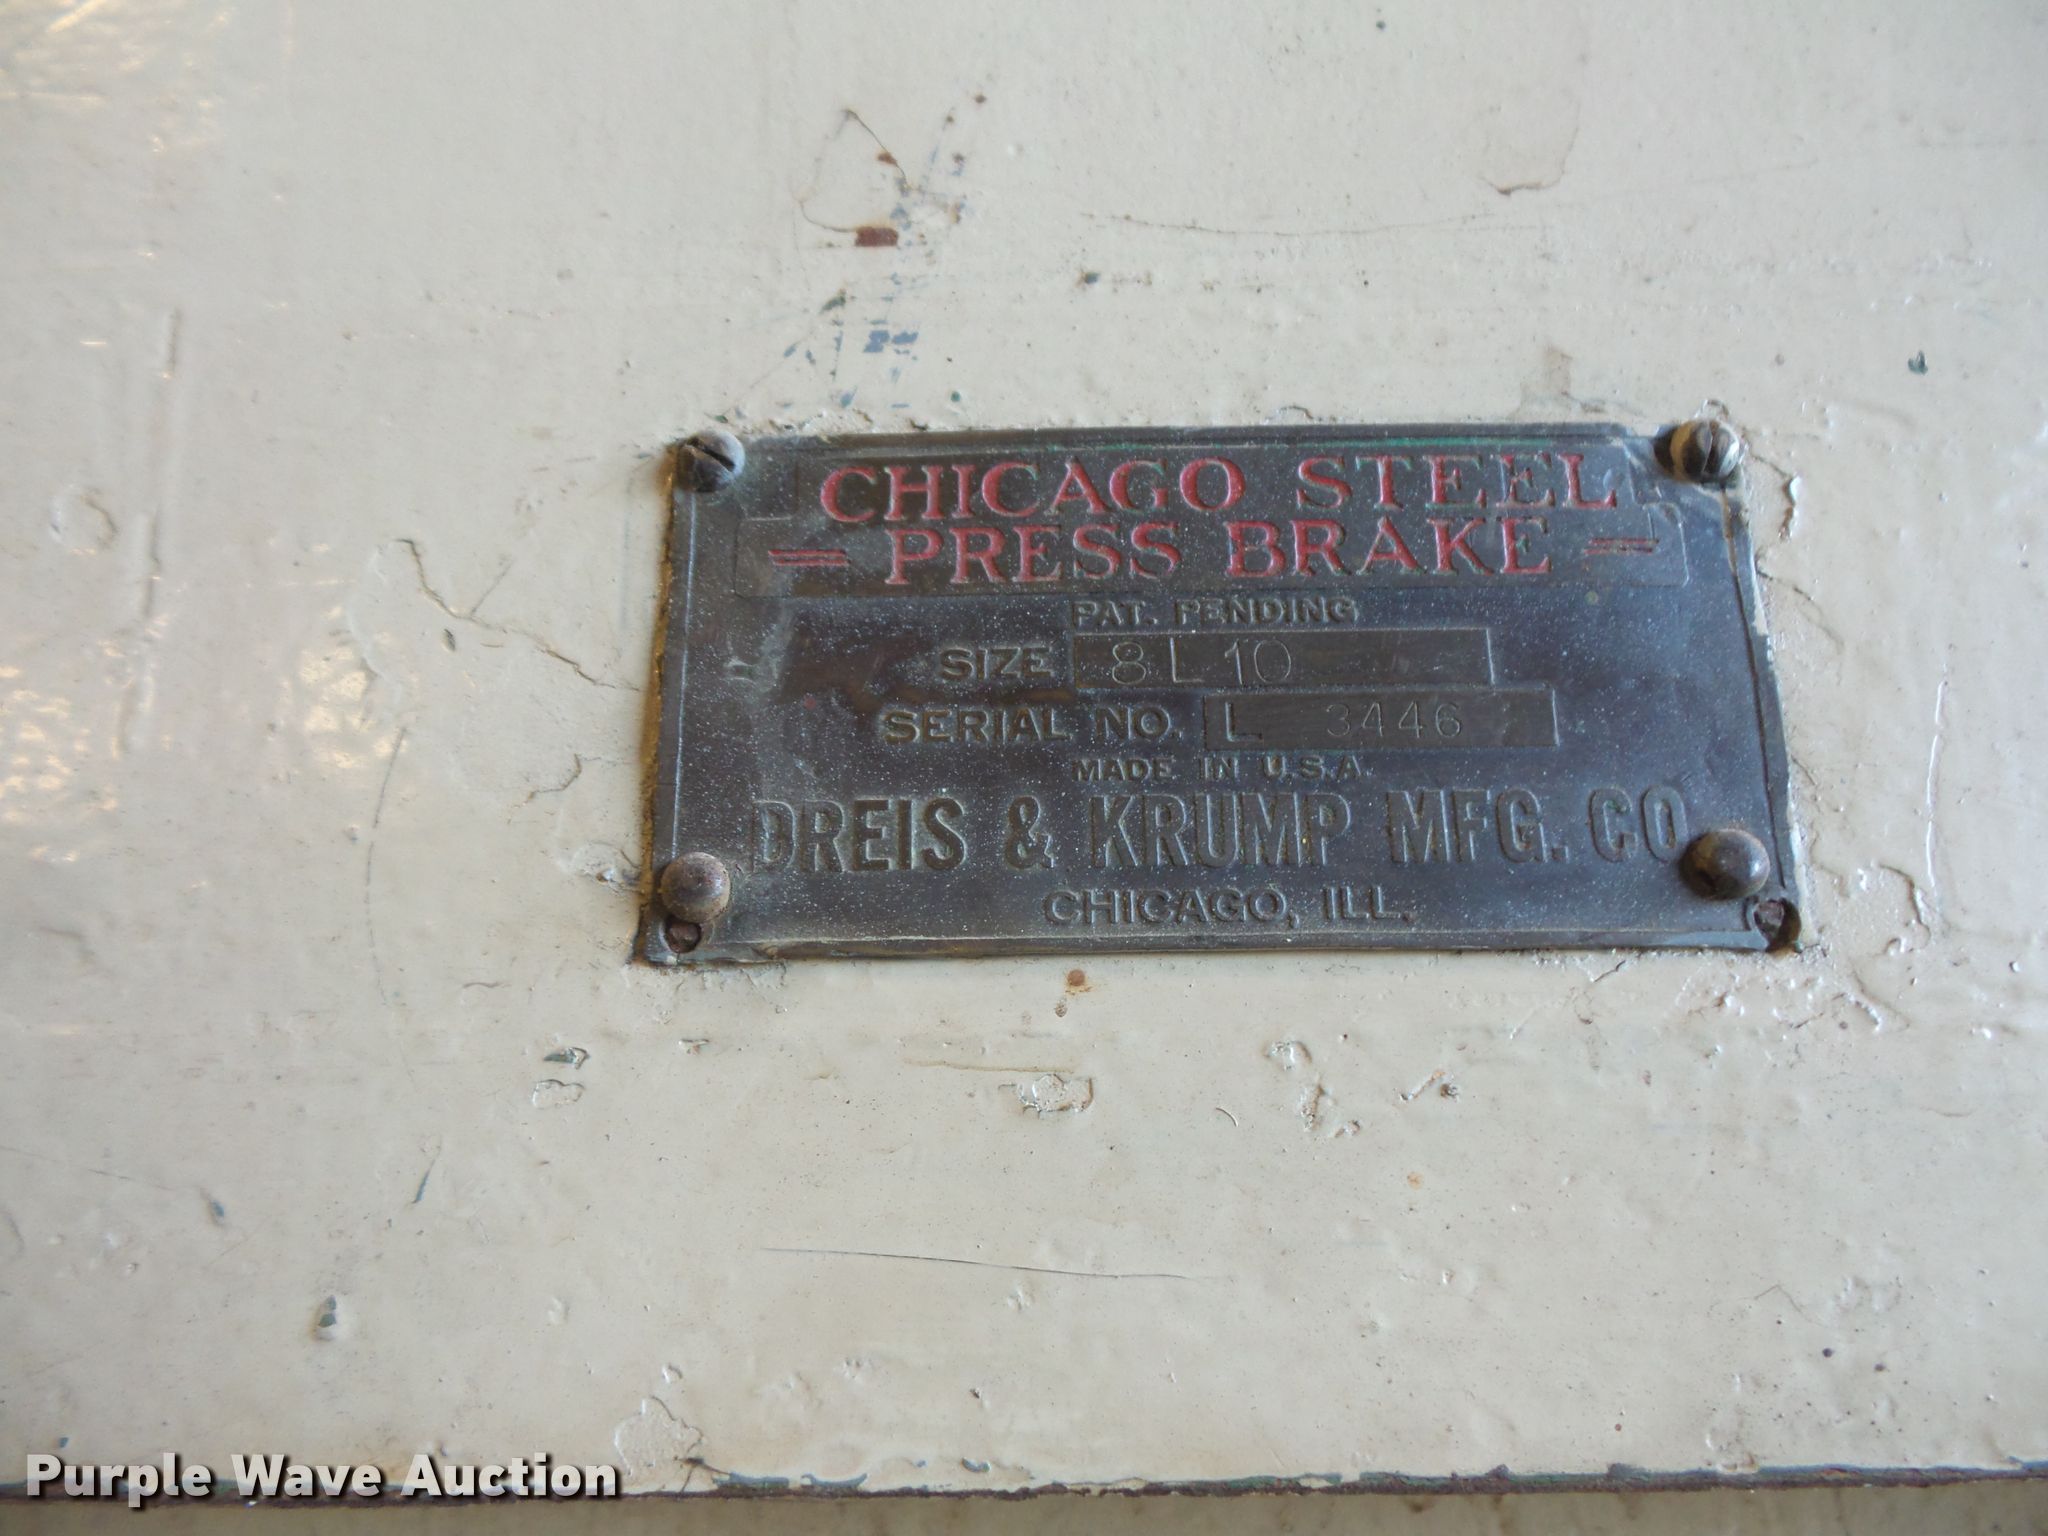 CHICAGO STEEL
= PRESS BRAKE =
PAT. PENDING
SIZE 8 L 10
SERIAL NO. L 3446
MADE IN U.S.A.
DREIS & KRUMP MFG. CO
CHICAGO, ILL.
Purple Wave Auction